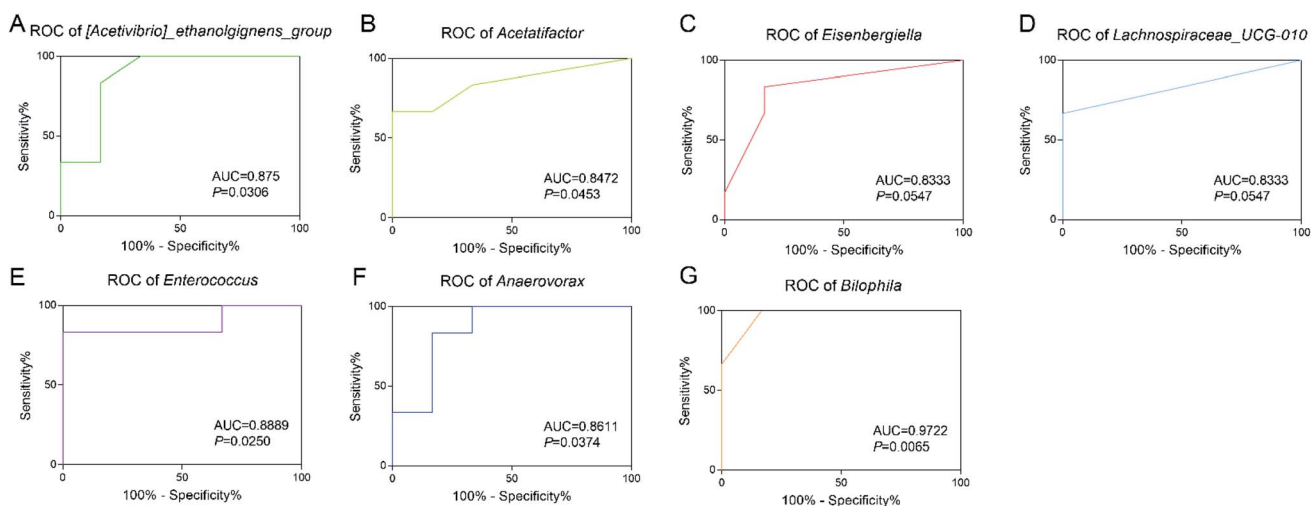 A
ROC of [Acetivibrio]_ethanolgignens_group
100
50
0
Sensitivity%
AUC=0.875
P=0.0306
0
50
100
100% - Specificity%
B
ROC of Acetatifactor
100
50
0
Sensitivity%
AUC=0.8472
P=0.0453
0
50
100
100% - Specificity%
C
ROC of Eisenbergiella
100
50
0
Sensitivity%
AUC=0.8333
P=0.0547
0
50
100
100% - Specificity%
D
ROC of Lachnospiraceae_UCG-010
100
50
0
Sensitivity%
AUC=0.8333
P=0.0547
0
50
100
100% - Specificity%
E
ROC of Enterococcus
100
50
0
Sensitivity%
AUC=0.8889
P=0.0250
0
50
100
100% - Specificity%
F
ROC of Anaerovorax
100
50
0
Sensitivity%
AUC=0.8611
P=0.0374
0
50
100
100% - Specificity%
G
ROC of Bilophila
100
50
0
Sensitivity%
AUC=0.9722
P=0.0065
0
50
100
100% - Specificity%